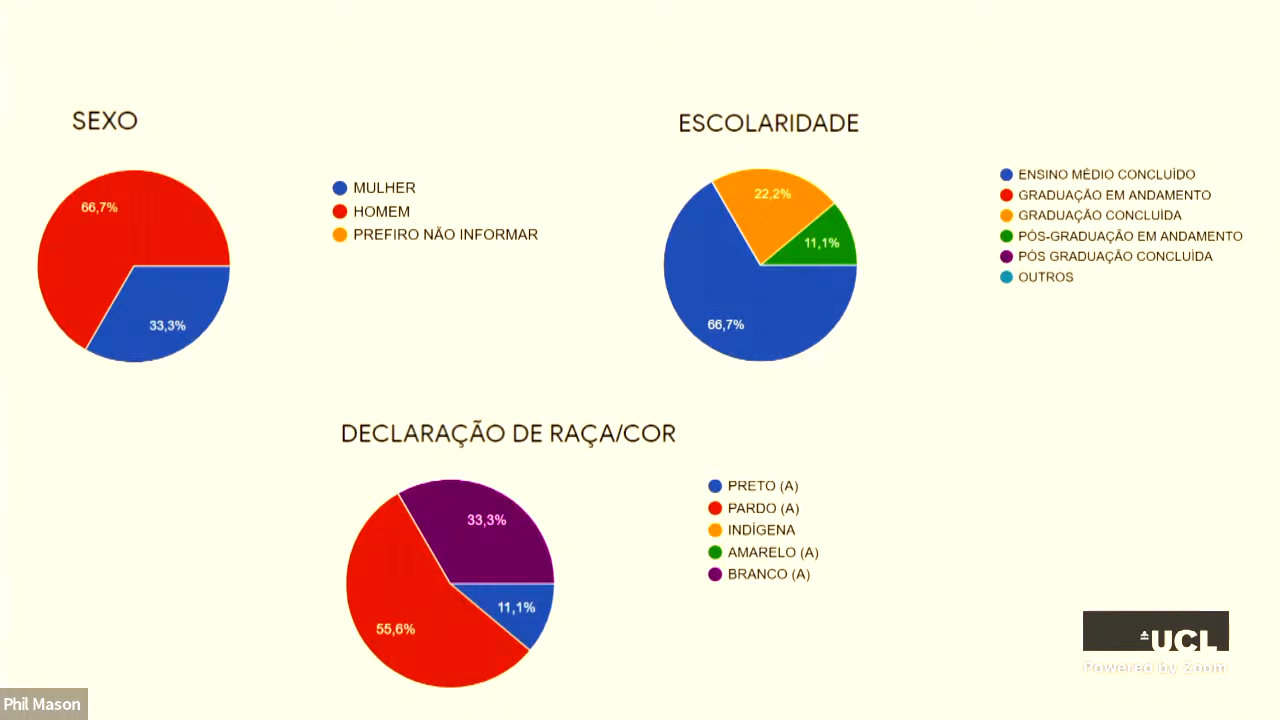 SEXO
66,7%
33,3%
MULHER
HOMEM
PREFIRO NÃO INFORMAR
ESCOLARIDADE
22,2%
11,1%
66,7%
ENSINO MÉDIO CONCLUÍDO
GRADUAÇÃO EM ANDAMENTO
GRADUAÇÃO CONCLUÍDA
PÓS-GRADUAÇÃO EM ANDAMENTO
PÓS GRADUAÇÃO CONCLUÍDA
OUTROS
DECLARAÇÃO DE RAÇA/COR
33,3%
11,1%
55,6%
PRETO (A)
PARDO (A)
INDÍGENA
AMARELO (A)
BRANCO (A)
UCL
Powered by Zoom
Phil Mason